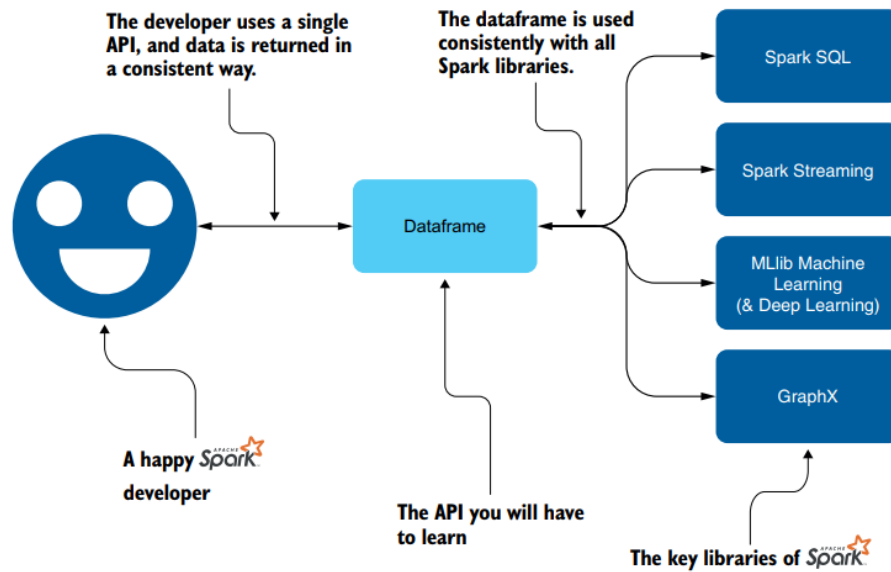 The developer uses a single
API, and data is returned in
a consistent way.
The dataframe is used
consistently with all
Spark libraries.
Spark SQL
Spark Streaming
Dataframe
MLlib Machine
Learning
(& Deep Learning)
GraphX
A happy APACHE Spark
developer
The API you will have
to learn
The key libraries of APACHE Spark